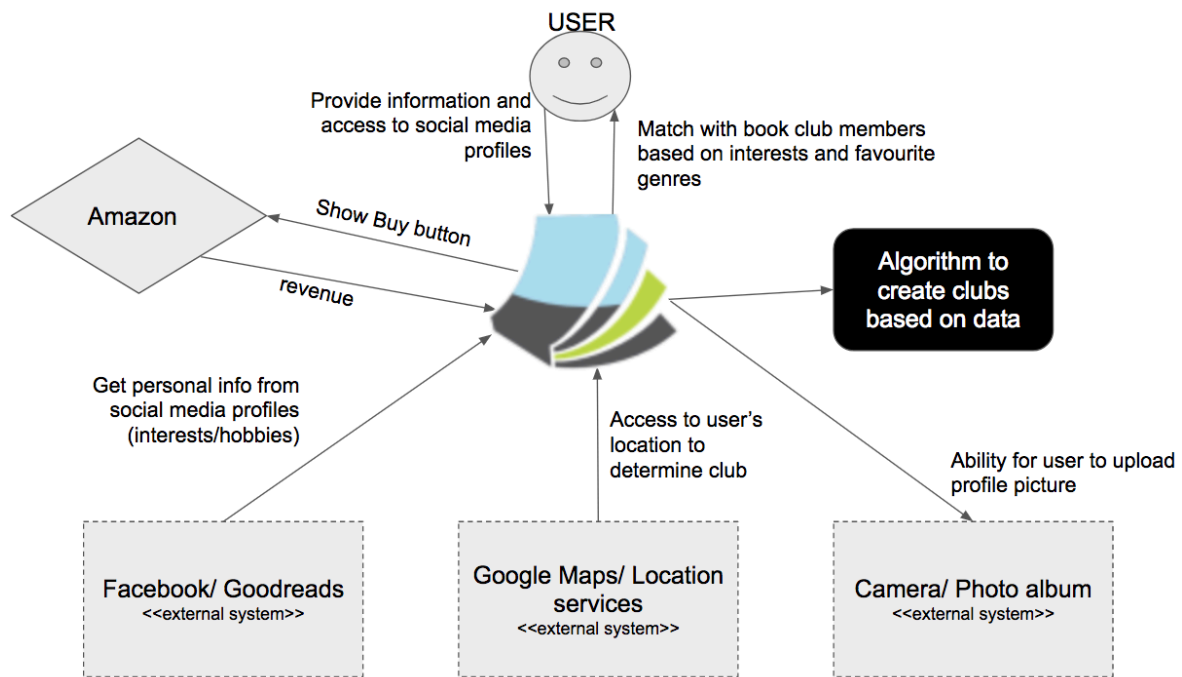 USER
Provide information and
access to social media
profiles
Match with book club members
based on interests and favourite
genres
Amazon
Show Buy button
revenue
Algorithm to
create clubs
based on data
Get personal info from
social media profiles
(interests/hobbies)
Access to user's
location to
determine club
Ability for user to upload
profile picture
Facebook/ Goodreads
<<external system>>
Google Maps/ Location
services
<<external system>>
Camera/ Photo album
<<external system>>